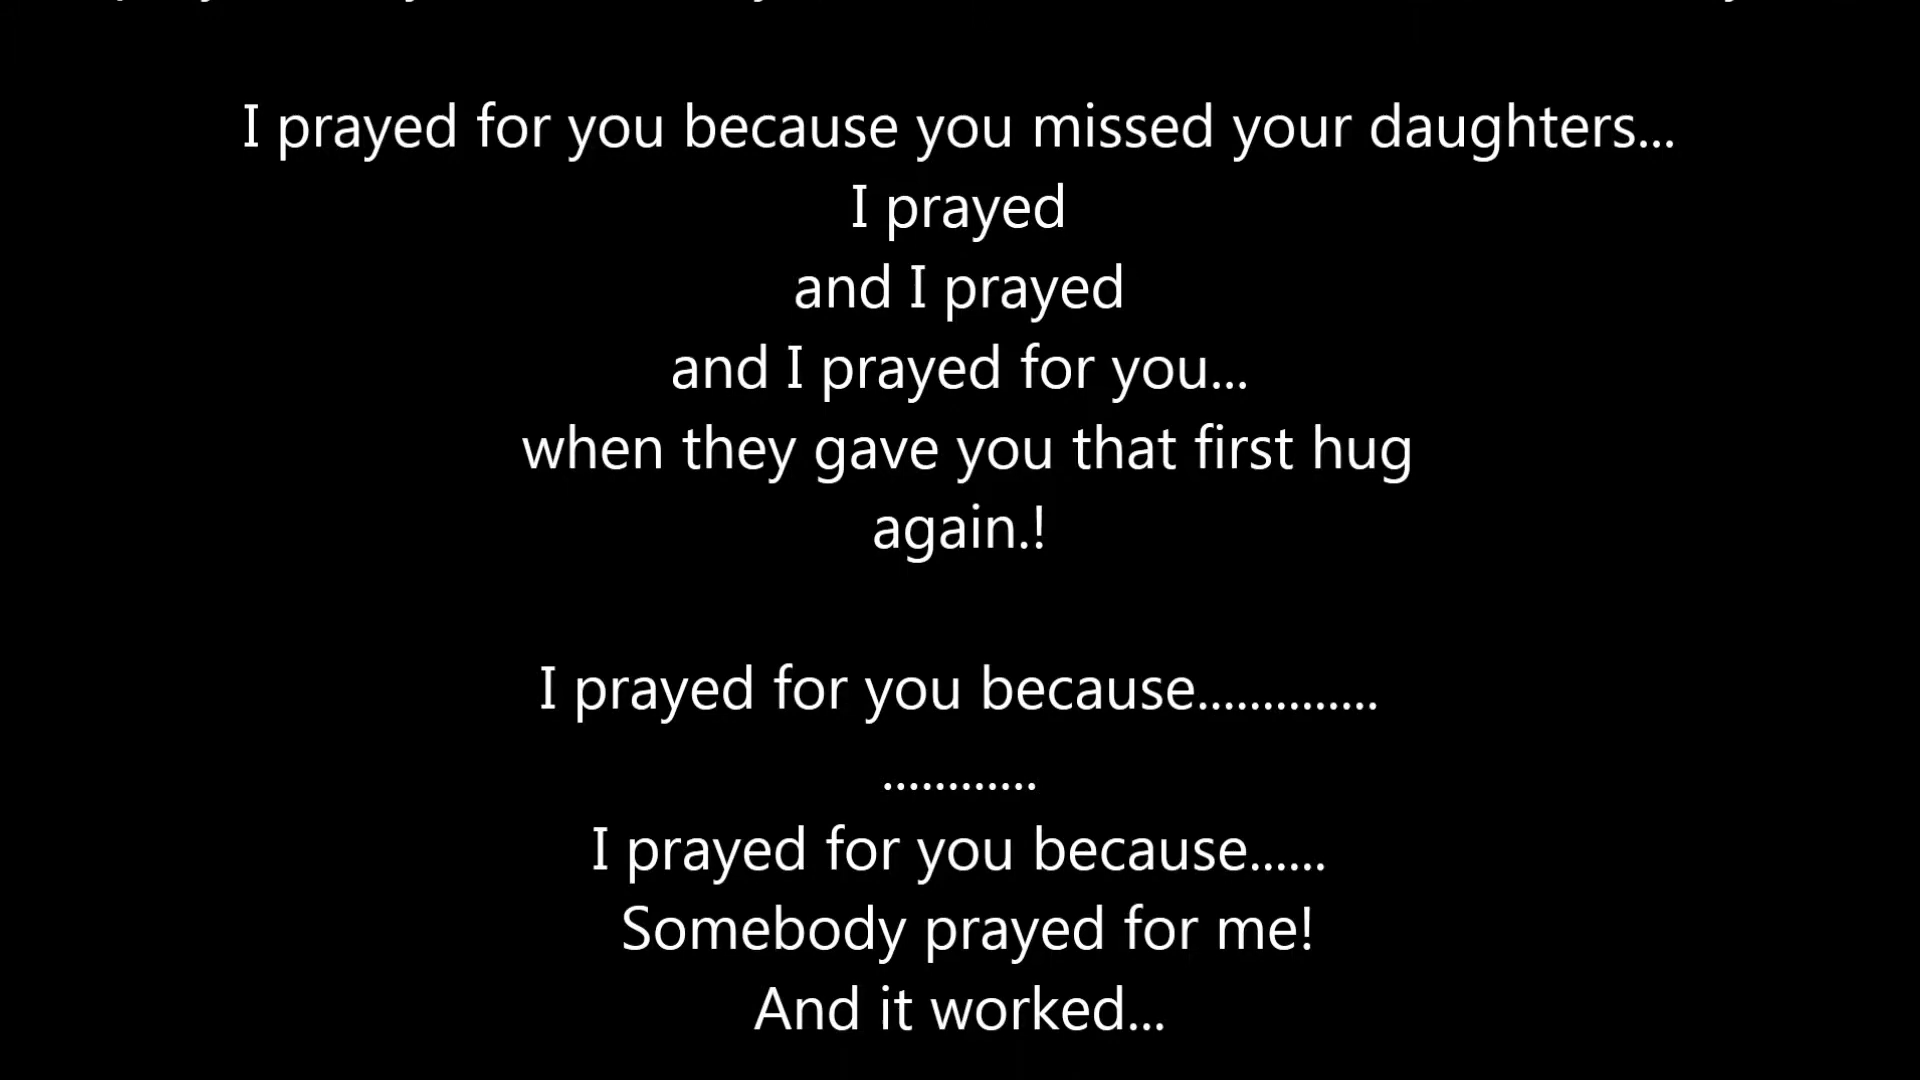 I prayed for you because you missed your daughters...
I prayed
and I prayed
and I prayed for you...
when they gave you that first hug
again.!
I prayed for you because..............
............
I prayed for you because......
Somebody prayed for me!
And it worked...